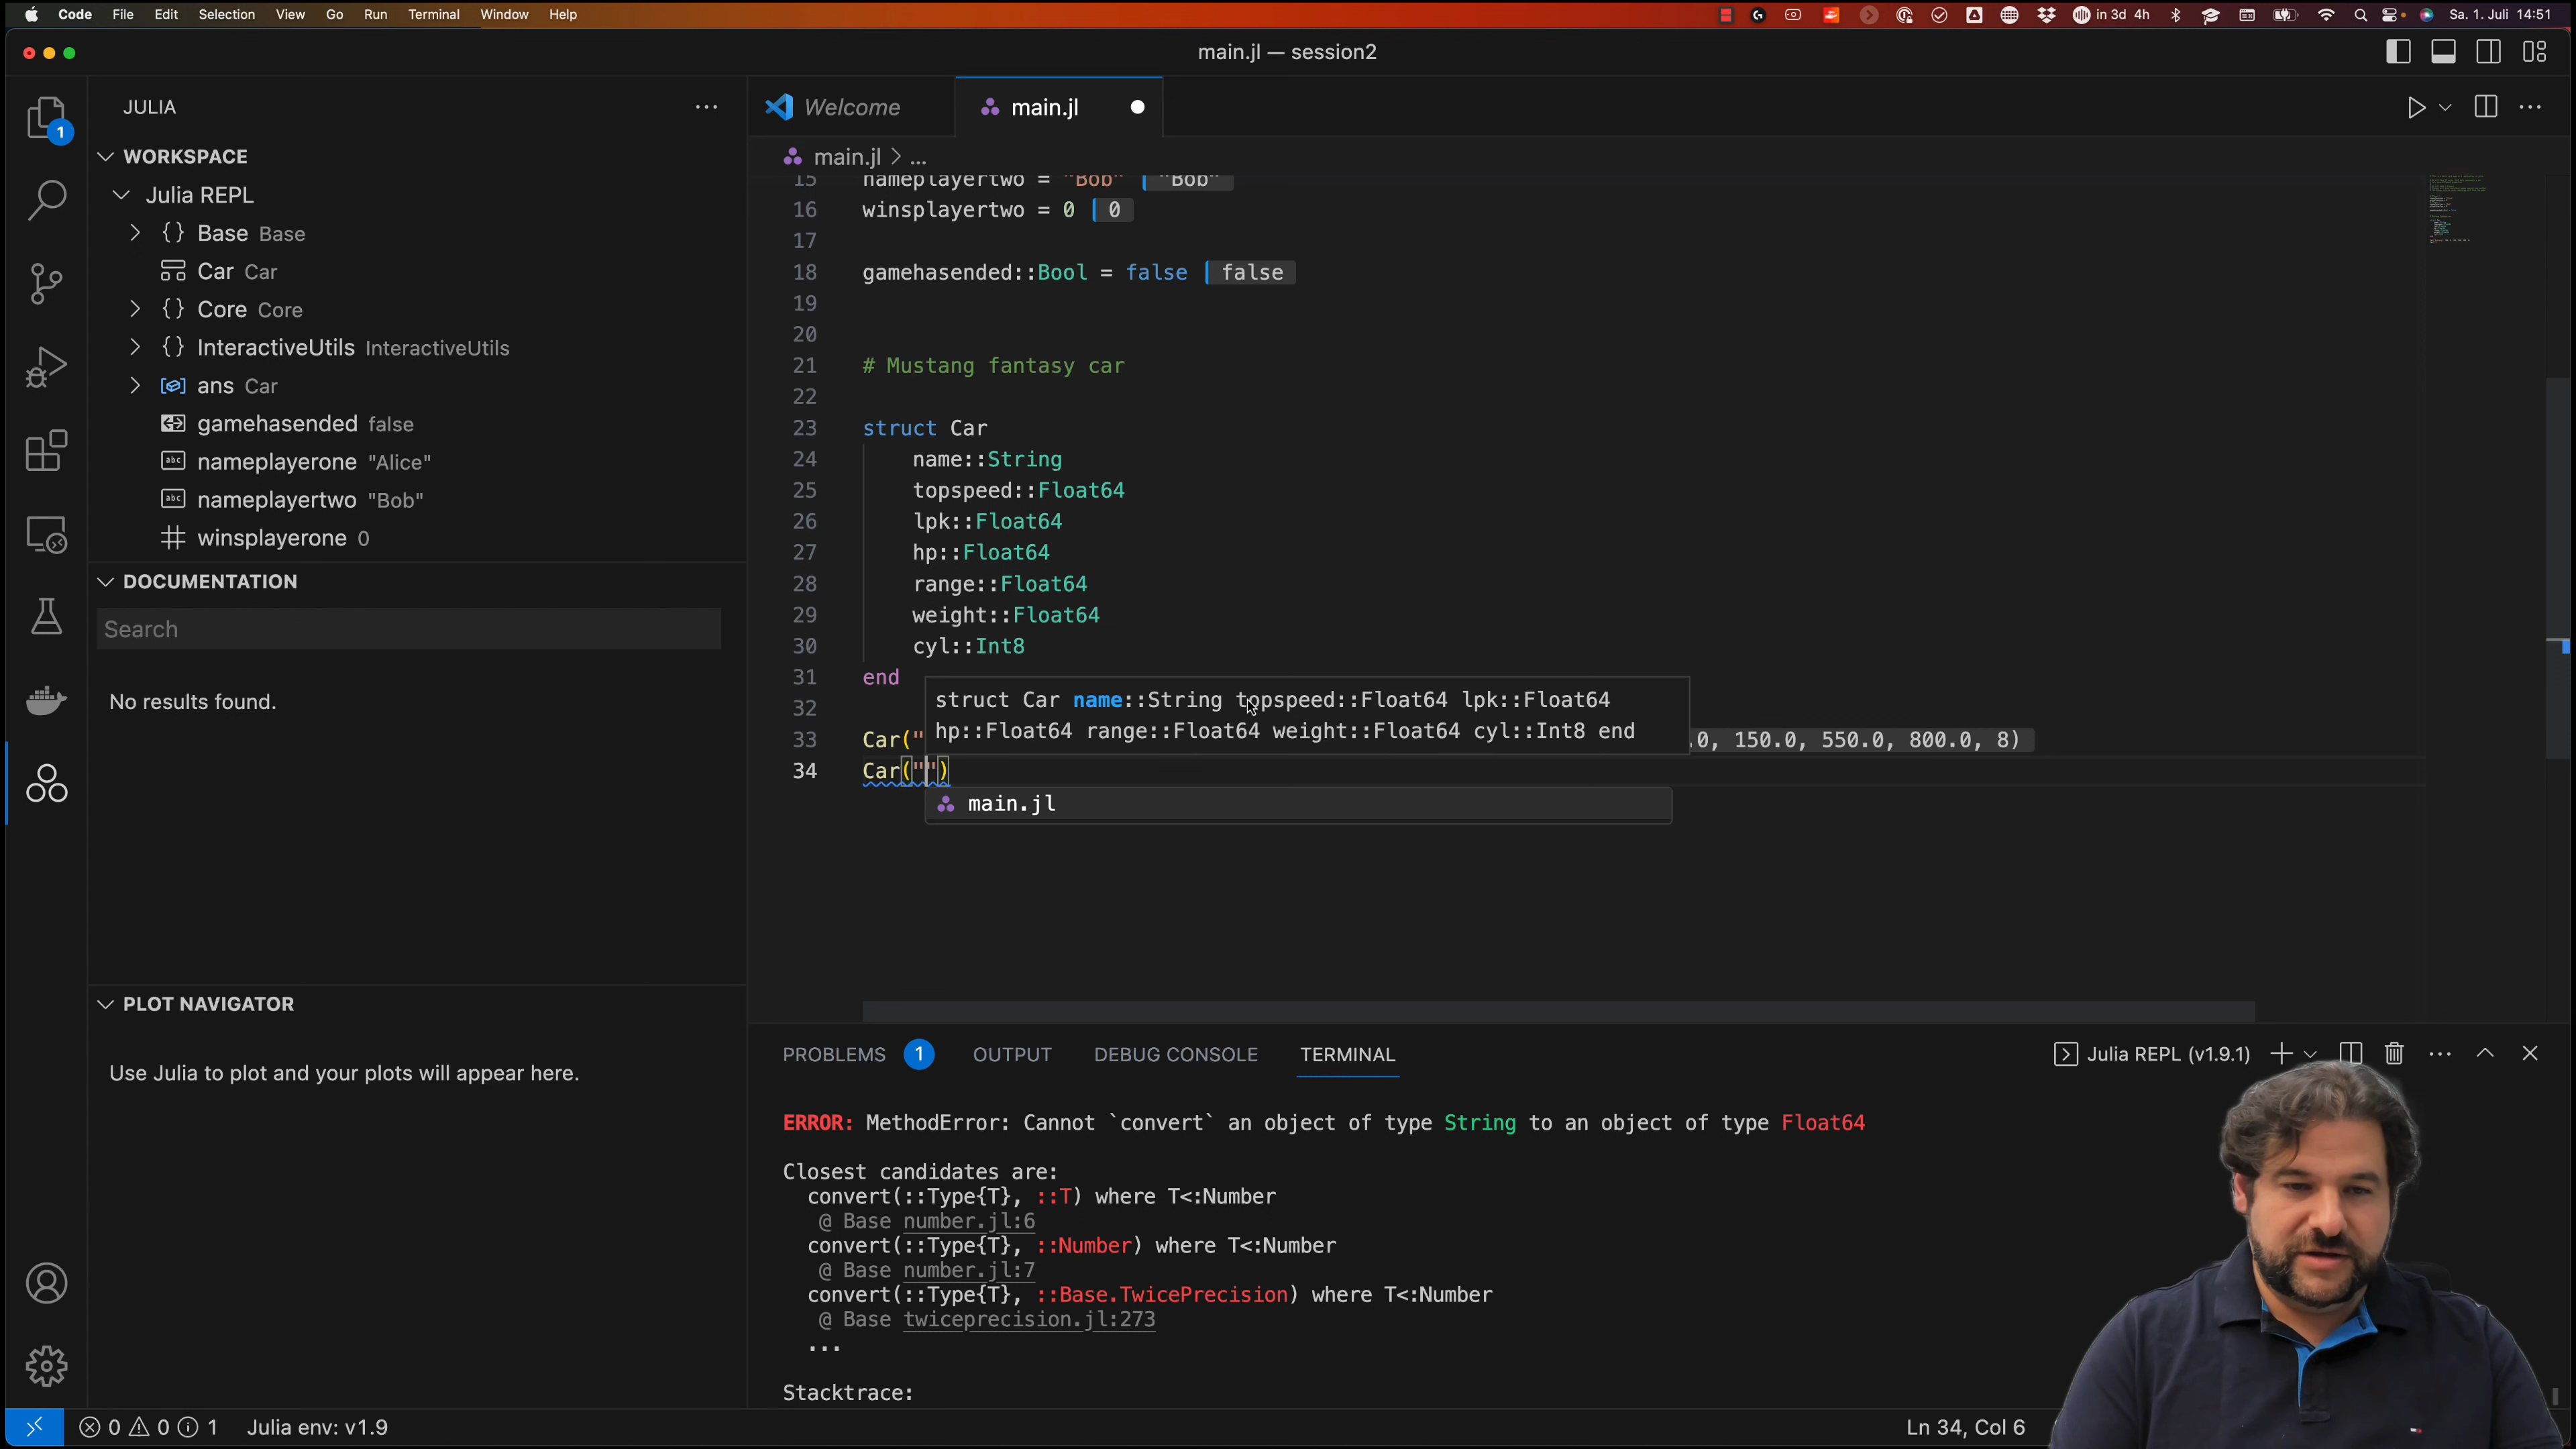 Code File Edit Selection View Go Run Terminal Window Help
in 3d 4h Sa. 1. Juli 14:51
main.jl — session2
JULIA
Welcome
main.jl
1
WORKSPACE
Julia REPL
Base Base
Car Car
Core Core
InteractiveUtils InteractiveUtils
ans Car
gamehasended false
nameplayerone "Alice"
nameplayertwo "Bob"
winsplayerone 0
DOCUMENTATION
Search
No results found.
PLOT NAVIGATOR
Use Julia to plot and your plots will appear here.
main.jl > ...
15 nameplayertwo = "Bob" "Bob"
16 winsplayertwo = 0 0
17
18 gamehasended::Bool = false false
19
20
21 # Mustang fantasy car
22
23 struct Car
24 name::String
25 topspeed::Float64
26 lpk::Float64
27 hp::Float64
28 range::Float64
29 weight::Float64
30 cyl::Int8
31 end
struct Car name::String topspeed::Float64 lpk::Float64
32
hp::Float64 range::Float64 weight::Float64 cyl::Int8 end
33 Car(" .0, 150.0, 550.0, 800.0, 8)
34 Car("")
main.jl
PROBLEMS 1 OUTPUT DEBUG CONSOLE TERMINAL
Julia REPL (v1.9.1)
ERROR: MethodError: Cannot `convert` an object of type String to an object of type Float64
Closest candidates are:
convert(::Type{T}, ::T) where T<:Number
@ Base number.jl:6
convert(::Type{T}, ::Number) where T<:Number
@ Base number.jl:7
convert(::Type{T}, ::Base.TwicePrecision) where T<:Number
@ Base twiceprecision.jl:273
...
Stacktrace:
0 0 1 Julia env: v1.9
Ln 34, Col 6